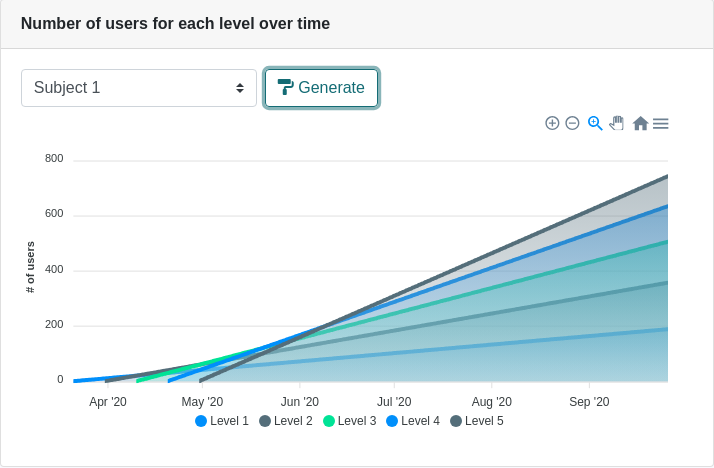 Number of users for each level over time
Subject 1
Generate
800
600
400
200
0
# of users
Apr '20 May '20 Jun '20 Jul '20 Aug '20 Sep '20
Level 1 Level 2 Level 3 Level 4 Level 5